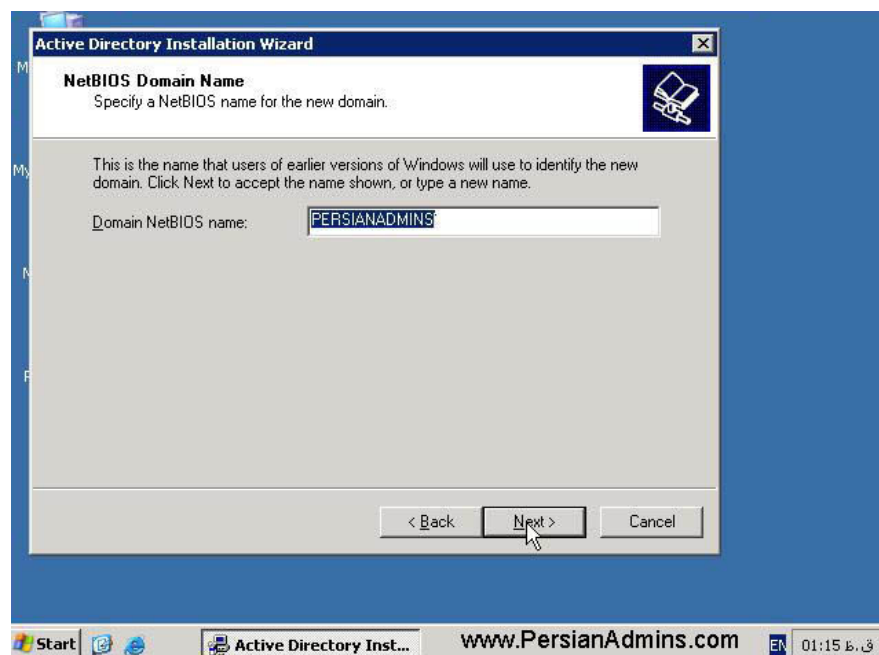 Active Directory Installation Wizard
NetBIOS Domain Name
Specify a NetBIOS name for the new domain.
This is the name that users of earlier versions of Windows will use to identify the new
domain. Click Next to accept the name shown, or type a new name.
Domain NetBIOS name:
PERSIANADMINS
< Back
Next >
Cancel
Start
Active Directory Inst...
www.PersianAdmins.com
EN
01:15 ق.ظ